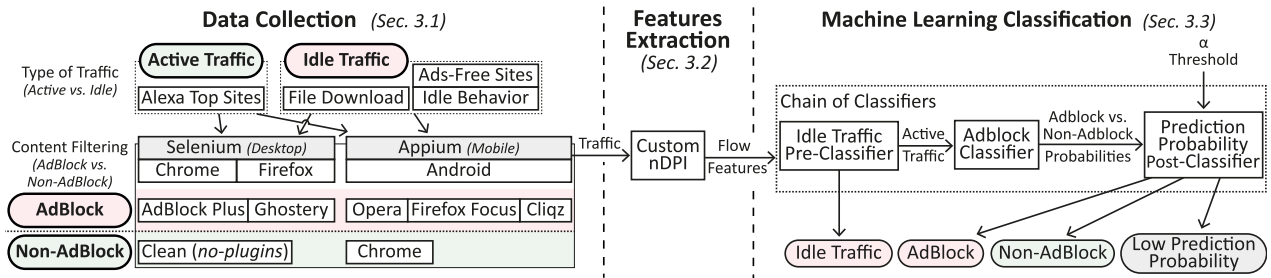 Data Collection (Sec. 3.1)
Features
Extraction
(Sec. 3.2)
Machine Learning Classification (Sec. 3.3)
Type of Traffic
(Active vs. Idle)
Active Traffic
Idle Traffic
Alexa Top Sites
File Download
Ads-Free Sites
Idle Behavior
Content Filtering
(AdBlock vs.
Non-AdBlock)
Selenium (Desktop)
Chrome
Firefox
Appium (Mobile)
Android
AdBlock
AdBlock Plus
Ghostery
Opera
Firefox Focus
Cliqz
Non-AdBlock
Clean (no-plugins)
Chrome
Traffic
Custom
nDPI
Flow
Features
α
Threshold
Chain of Classifiers
Idle Traffic
Pre-Classifier
Active
Traffic
Adblock
Classifier
Adblock vs.
Non-Adblock
Probabilities
Prediction
Probability
Post-Classifier
Idle Traffic
AdBlock
Non-AdBlock
Low Prediction
Probability